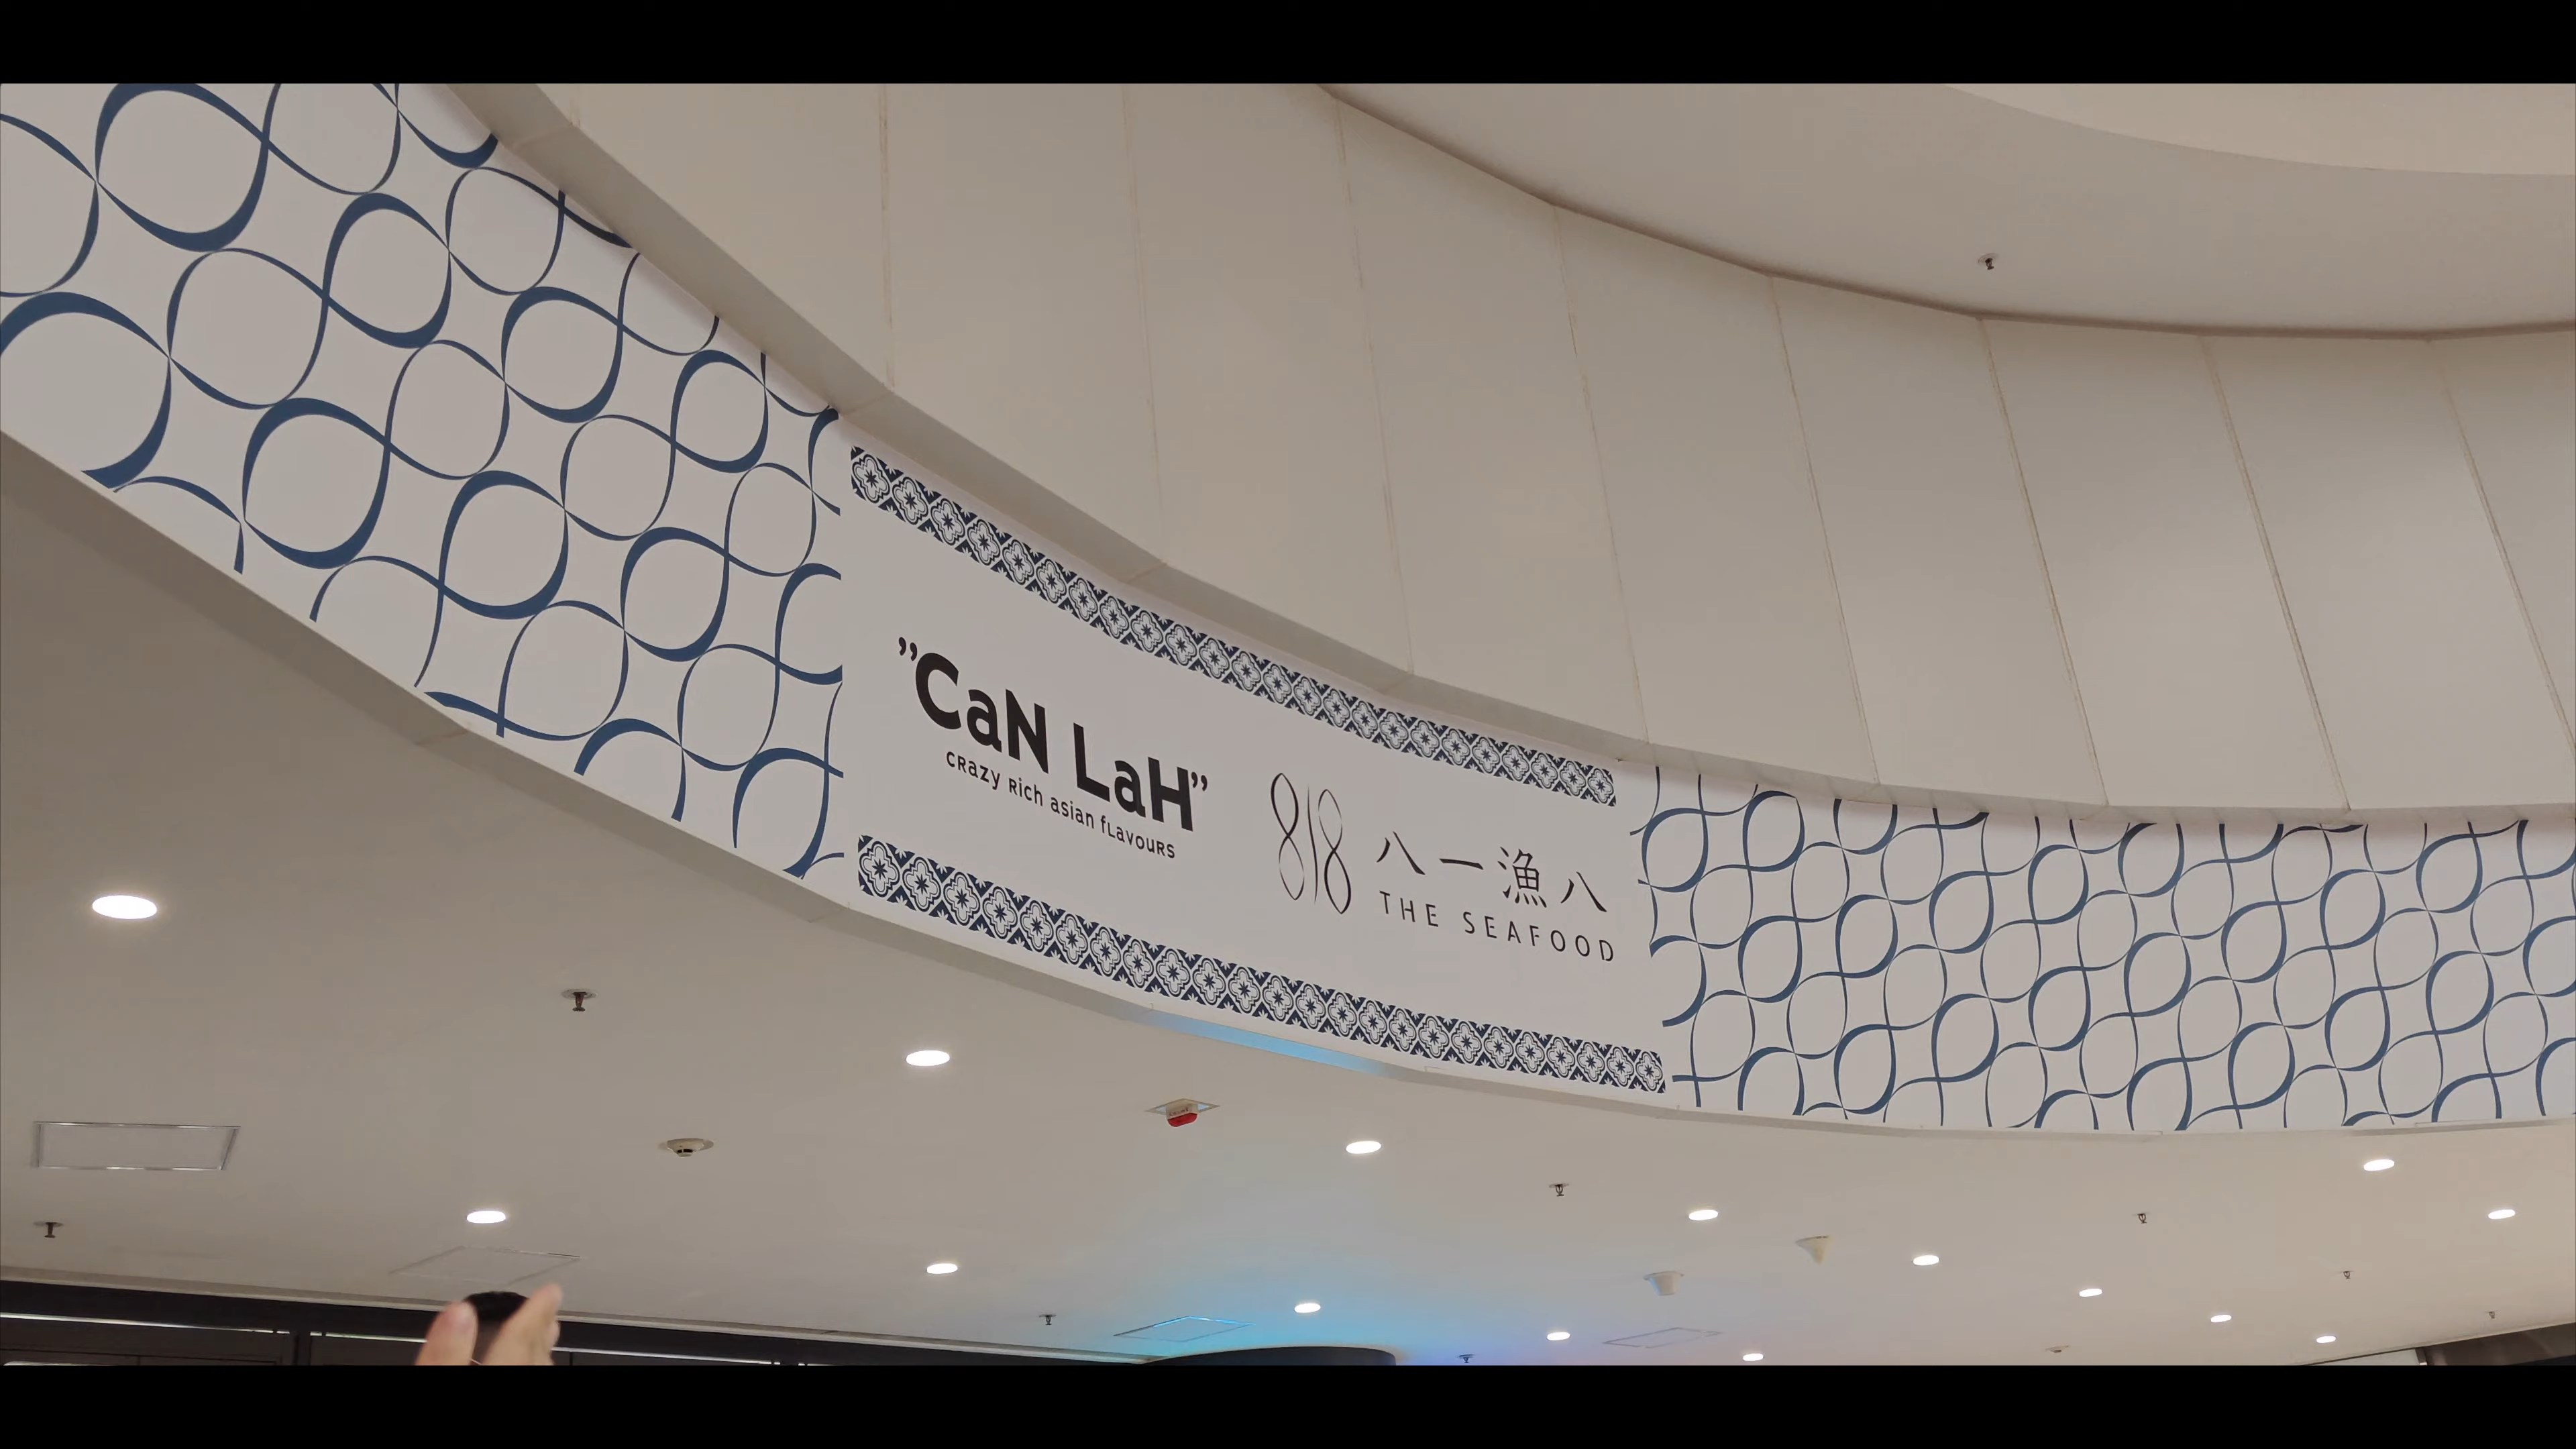 ”CaN LaH”
CRazy Rich asian fLavouRs
818
八一漁八
THE SEAFOOD